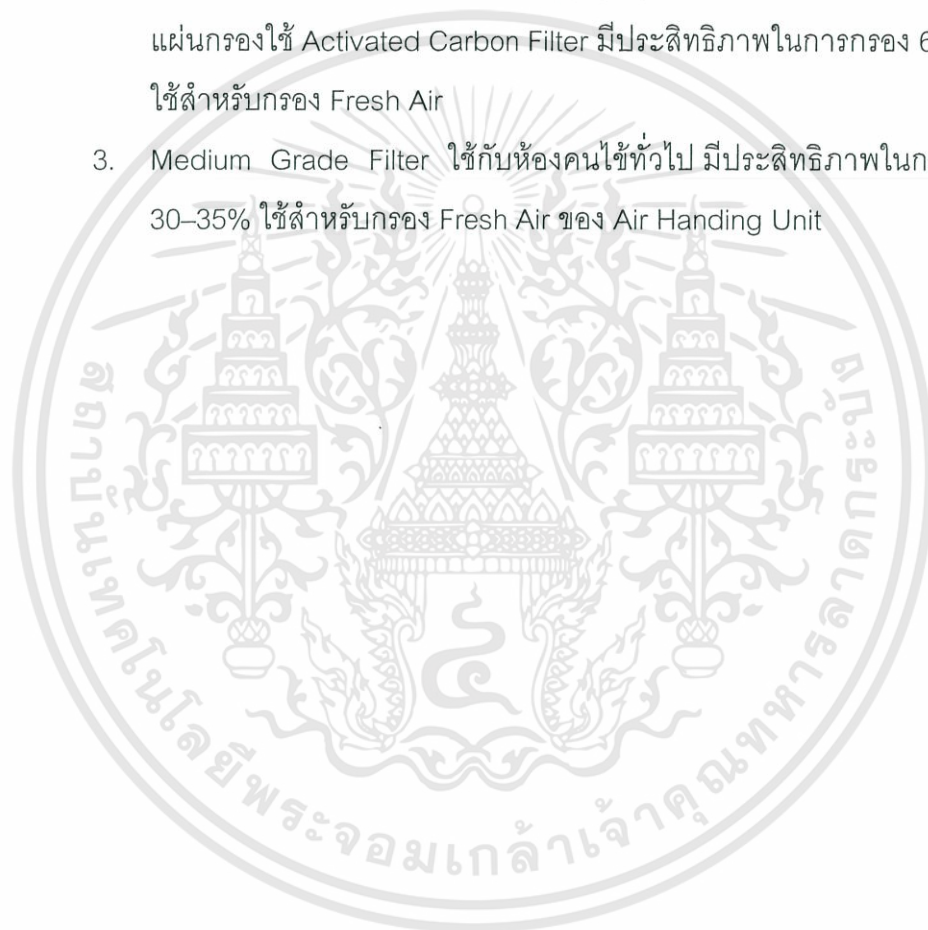 แผ่นกรองใช้ Activated Carbon Filter มีประสิทธิภาพในการกรอง 6
ใช้สำหรับกรอง Fresh Air
3. Medium Grade Filter ใช้กับห้องคนไข้ทั่วไป มีประสิทธิภาพในก
30–35% ใช้สำหรับกรอง Fresh Air ของ Air Handing Unit
สถาบันเทคโนโลยีพระจอมเกล้าเจ้าคุณทหารลาดกระบัง